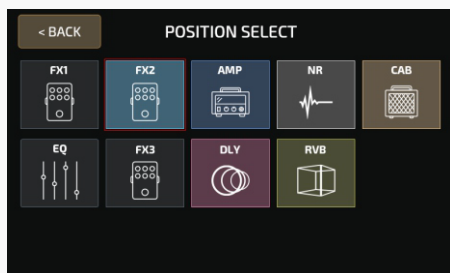 < BACK
POSITION SELECT
FX1
FX2
AMP
NR
CAB
EQ
FX3
DLY
RVB